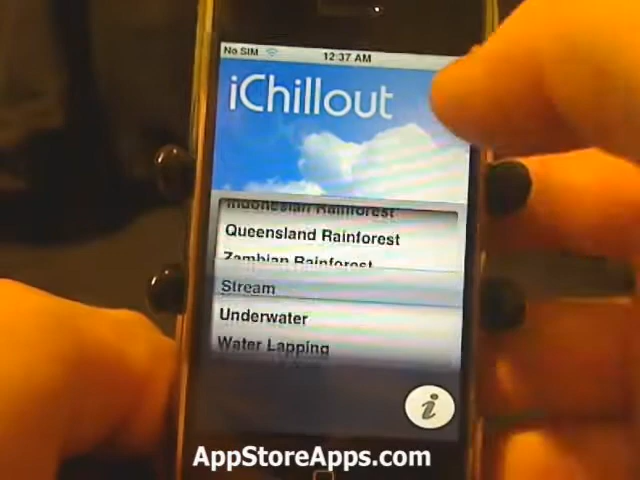 No SIM 12:37 AM
iChillout
Indonesian Rainforest
Queensland Rainforest
Zambian Rainforest
Stream
Underwater
Water Lapping
i
AppStoreApps.com